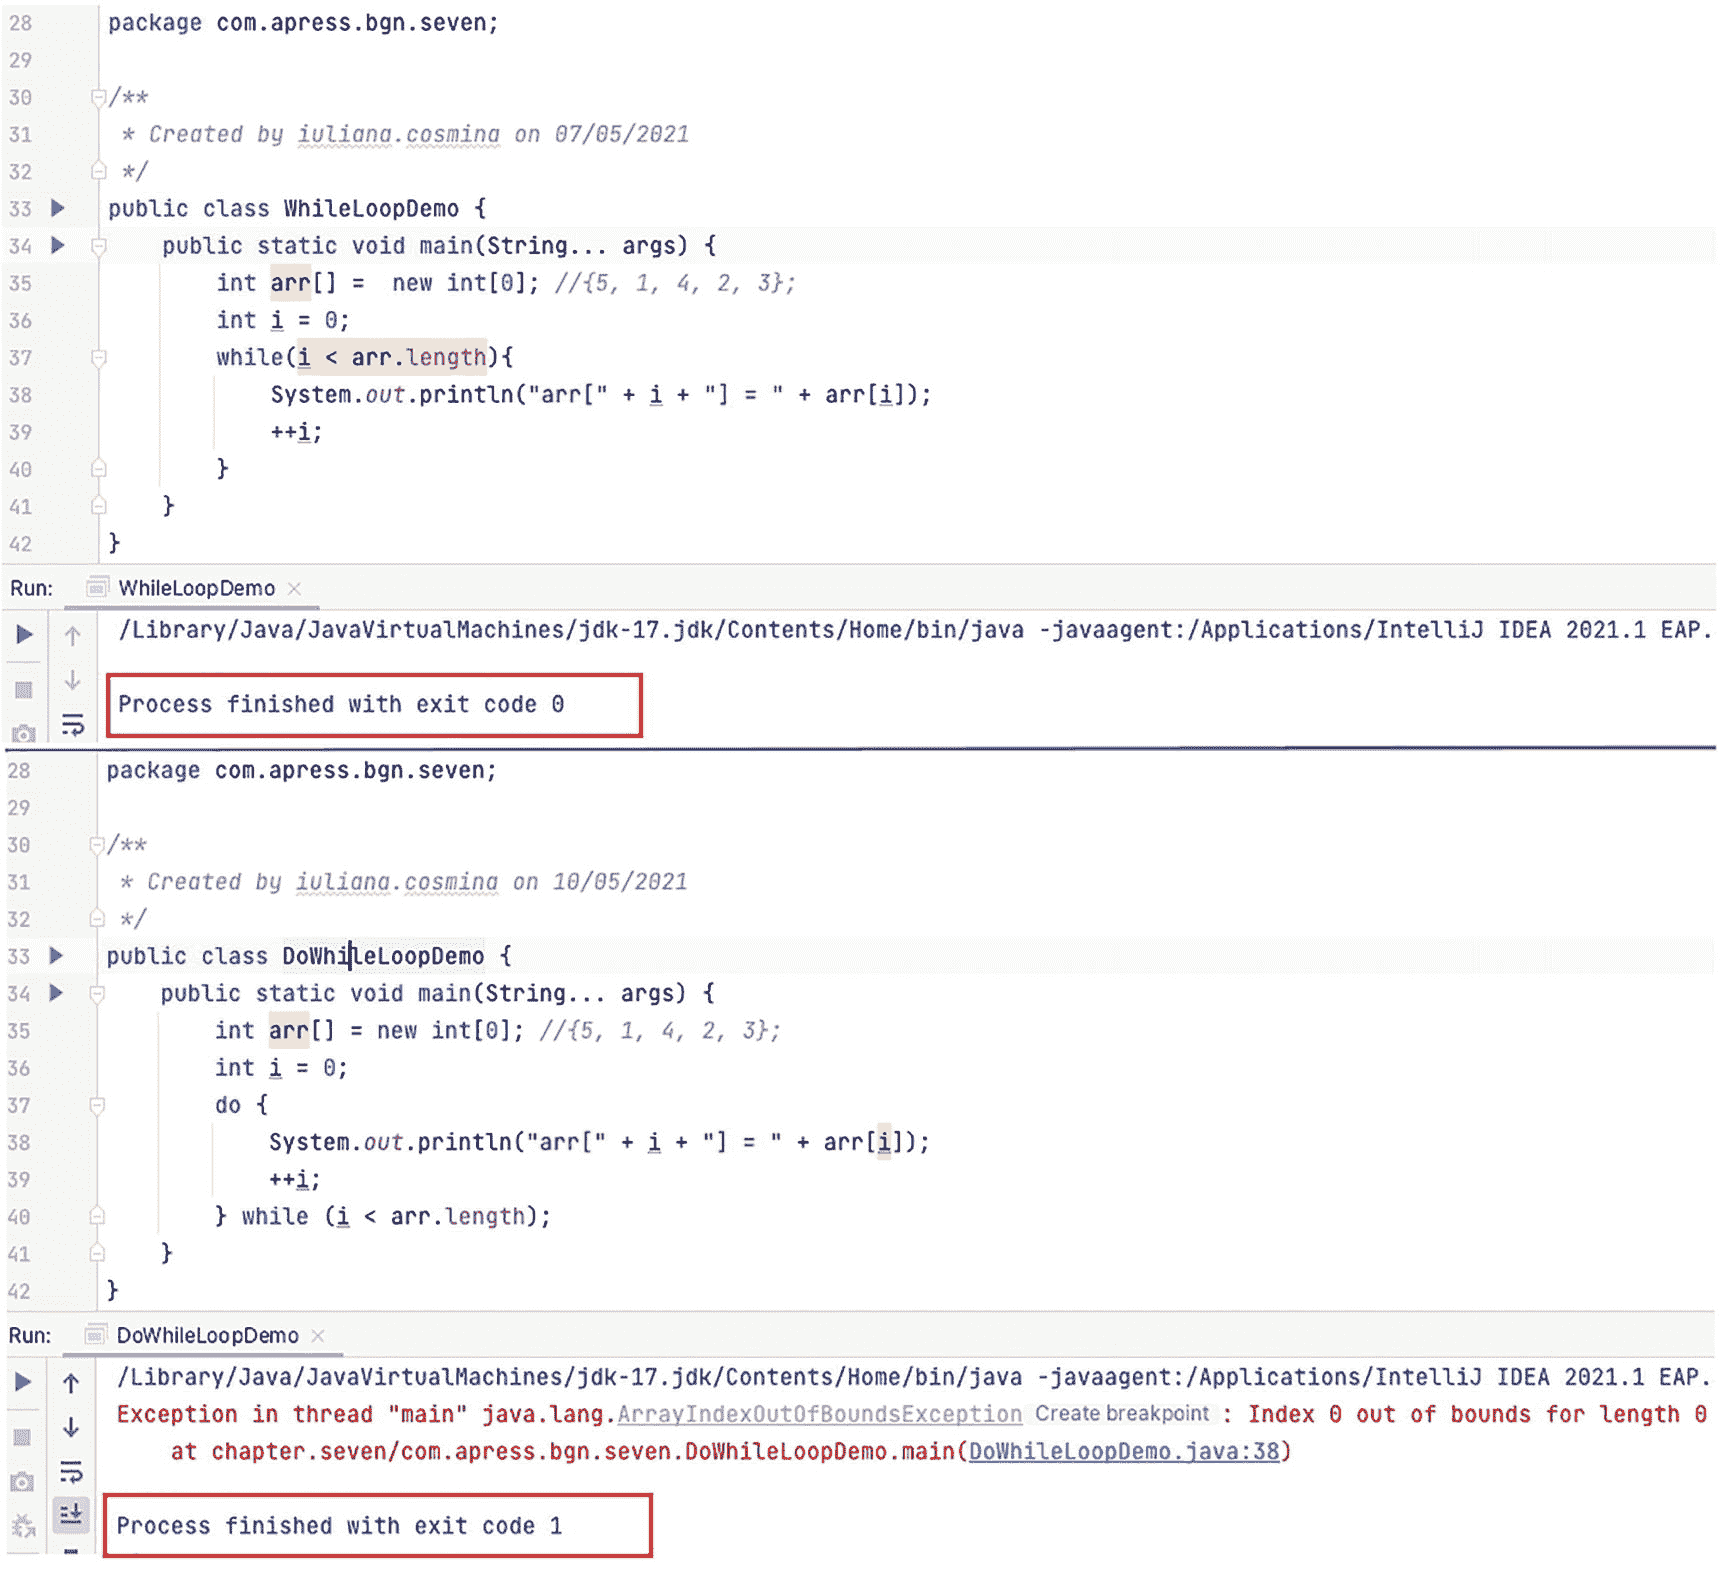 28 package com.apress.bgn.seven;
29
30 /**
31 * Created by iuliana.cosmina on 07/05/2021
32 */
33 public class WhileLoopDemo {
34 public static void main(String... args) {
35 int arr[] =  new int[0]; //{5, 1, 4, 2, 3};
36 int i = 0;
37 while(i < arr.length){
38 System.out.println("arr[" + i + "] = " + arr[i]);
39 ++i;
40 }
41 }
42 }
Run: WhileLoopDemo
/Library/Java/JavaVirtualMachines/jdk-17.jdk/Contents/Home/bin/java -javaagent:/Applications/IntelliJ IDEA 2021.1 EAP.
Process finished with exit code 0
28 package com.apress.bgn.seven;
29
30 /**
31 * Created by iuliana.cosmina on 10/05/2021
32 */
33 public class DoWhileLoopDemo {
34 public static void main(String... args) {
35 int arr[] = new int[0]; //{5, 1, 4, 2, 3};
36 int i = 0;
37 do {
38 System.out.println("arr[" + i + "] = " + arr[i]);
39 ++i;
40 } while (i < arr.length);
41 }
42 }
Run: DoWhileLoopDemo
/Library/Java/JavaVirtualMachines/jdk-17.jdk/Contents/Home/bin/java -javaagent:/Applications/IntelliJ IDEA 2021.1 EAP.
Exception in thread "main" java.lang.ArrayIndexOutOfBoundsException Create breakpoint : Index 0 out of bounds for length 0
at chapter.seven/com.apress.bgn.seven.DoWhileLoopDemo.main(DoWhileLoopDemo.java:38)
Process finished with exit code 1